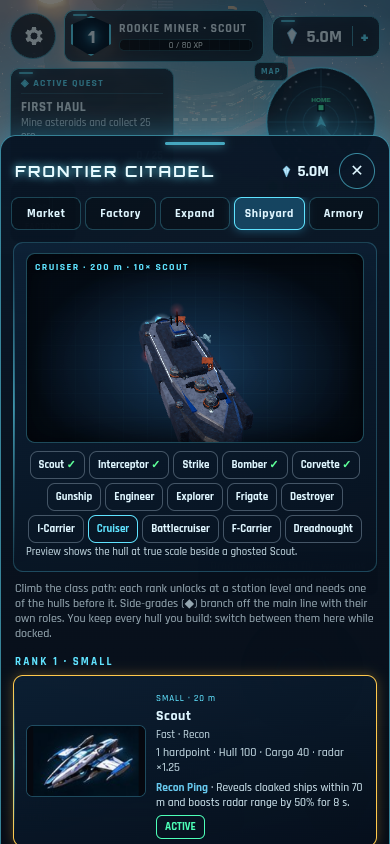 1
ROOKIE MINER · SCOUT
0 / 80 XP
5.0M
+
MAP
◆ ACTIVE QUEST
FIRST HAUL
Mine asteroids and collect 25
HOME
FRONTIER CITADEL
5.0M
✕
Market
Factory
Expand
Shipyard
Armory
CRUISER · 200 m · 10× SCOUT
Scout ✓
Interceptor ✓
Strike
Bomber ✓
Corvette ✓
Gunship
Engineer
Explorer
Frigate
Destroyer
I-Carrier
Cruiser
Battlecruiser
F-Carrier
Dreadnought
Preview shows the hull at true scale beside a ghosted Scout.
Climb the class path: each rank unlocks at a station level and needs one
of the hulls before it. Side-grades (◆) branch off the main line with their
own roles. You keep every hull you build: switch between them here while
docked.
RANK 1 · SMALL
SMALL · 20 m
Scout
Fast · Recon
1 hardpoint · Hull 100 · Cargo 40 · radar
×1.25
Recon Ping · Reveals cloaked ships within 70
m and boosts radar range by 50% for 8 s.
ACTIVE